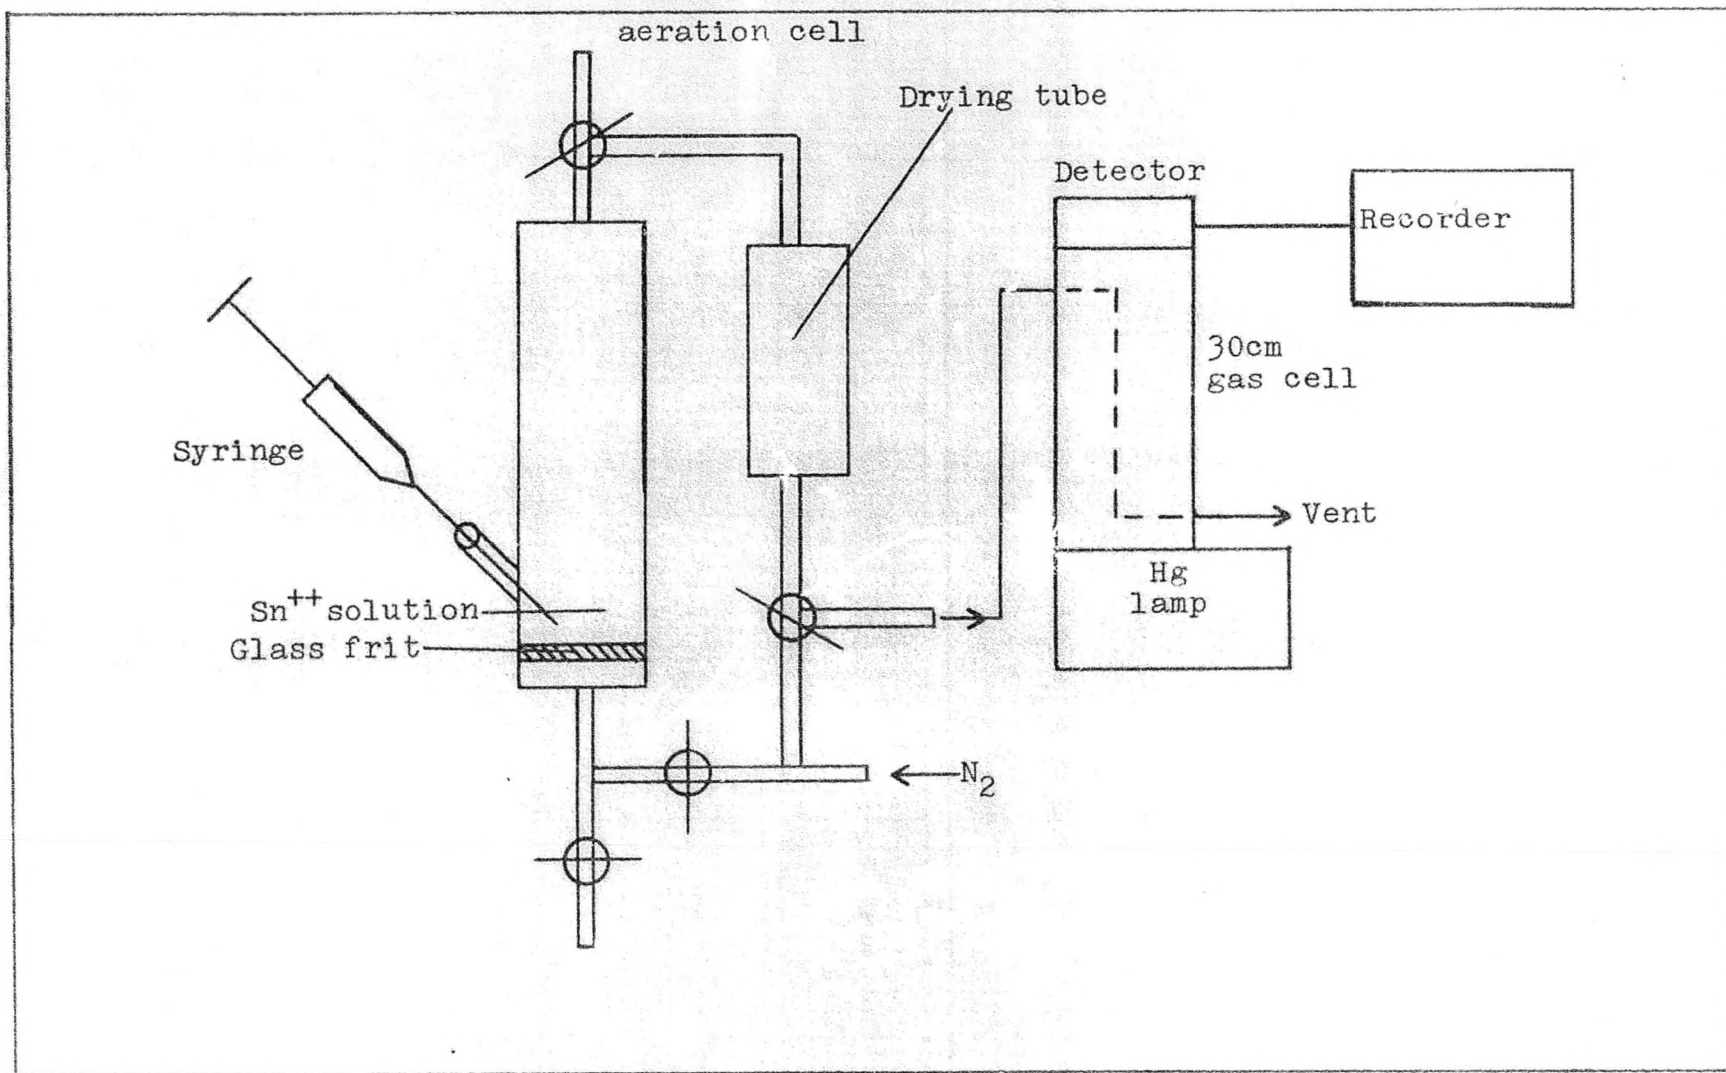 aeration cell
Drying tube
Detector
Recorder
30cm
gas cell
Syringe
Vent
Hg
lamp
Sn++ solution
Glass frit
N2